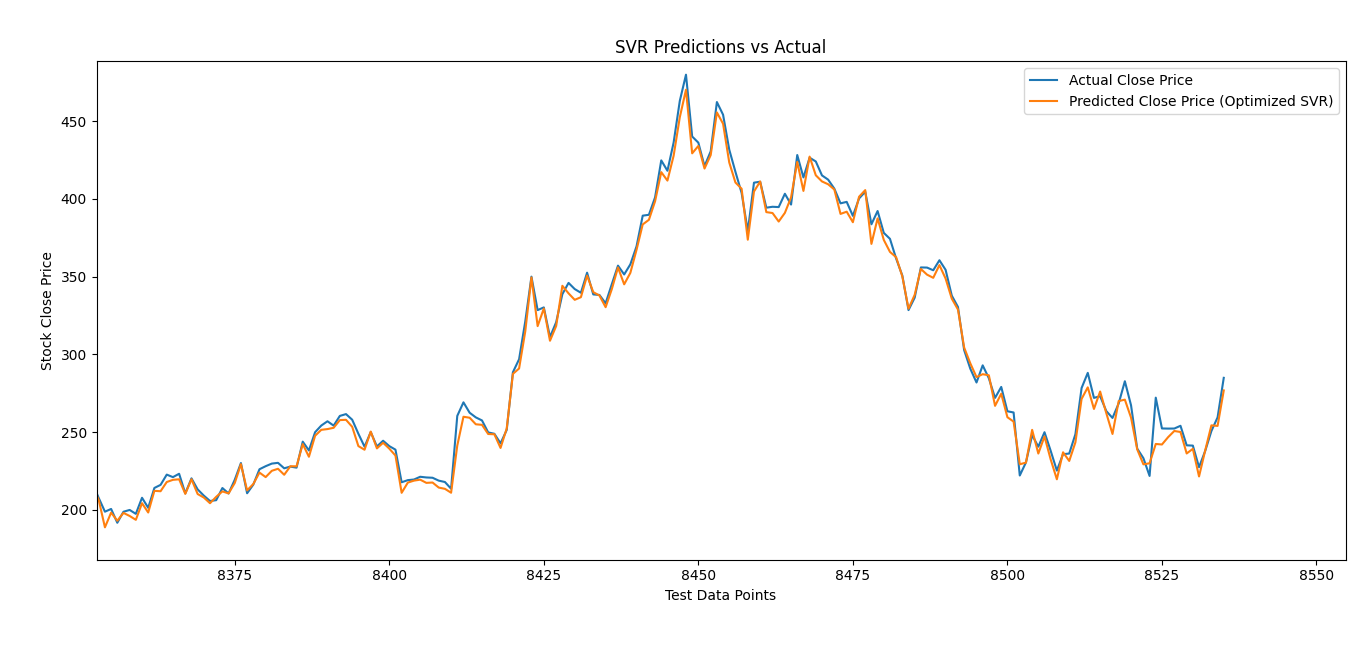 SVR Predictions vs Actual
Actual Close Price
Predicted Close Price (Optimized SVR)
Stock Close Price
450
400
350
300
250
200
8375
8400
8425
8450
8475
8500
8525
8550
Test Data Points